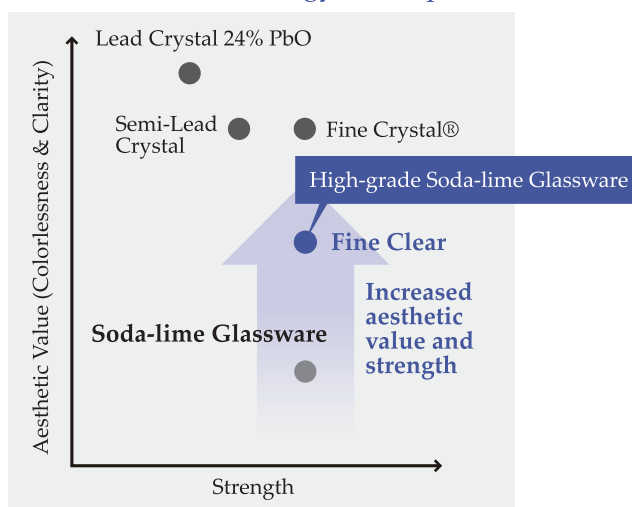 Lead Crystal 24% PbO
Semi-Lead
Crystal
Fine Crystal®
High-grade Soda-lime Glassware
Fine Clear
Increased
aesthetic
value and
strength
Soda-lime Glassware
Aesthetic Value (Colorlessness & Clarity)
Strength